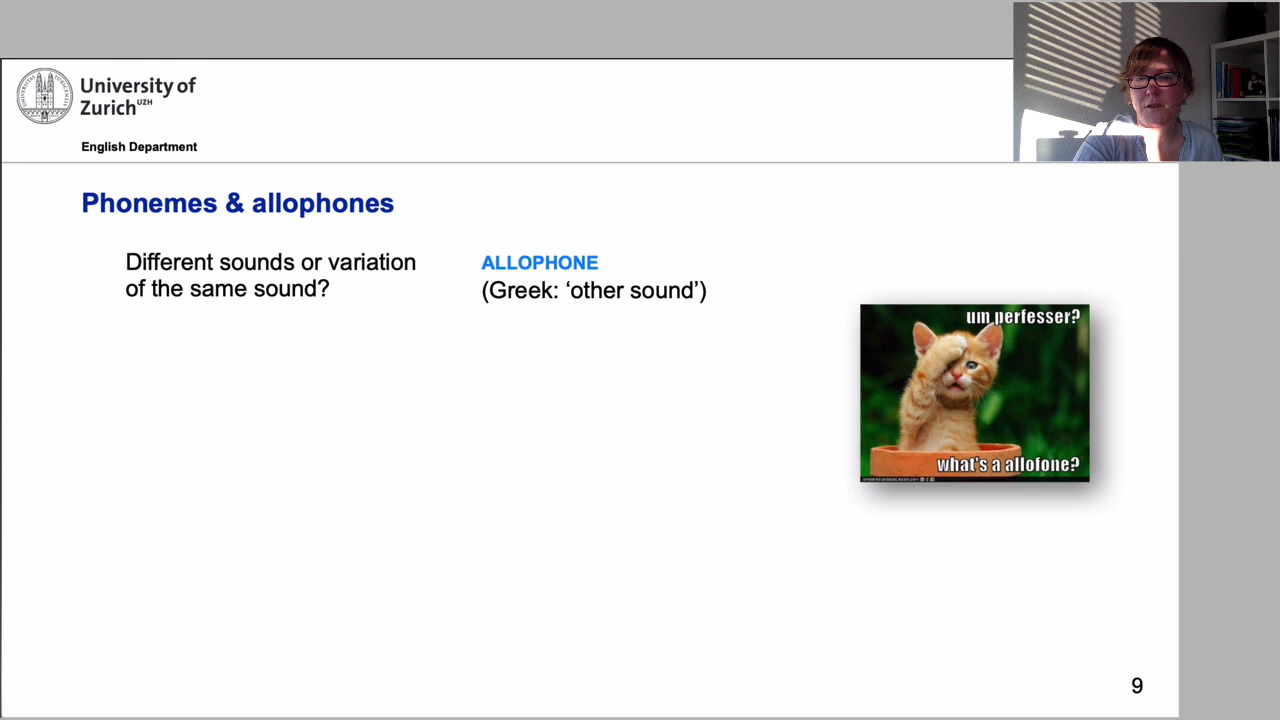 University of
Zurich UZH
English Department
Phonemes & allophones
Different sounds or variation
of the same sound?
ALLOPHONE
(Greek: ‘other sound’)
um perfesser?
what's a allofone?
9